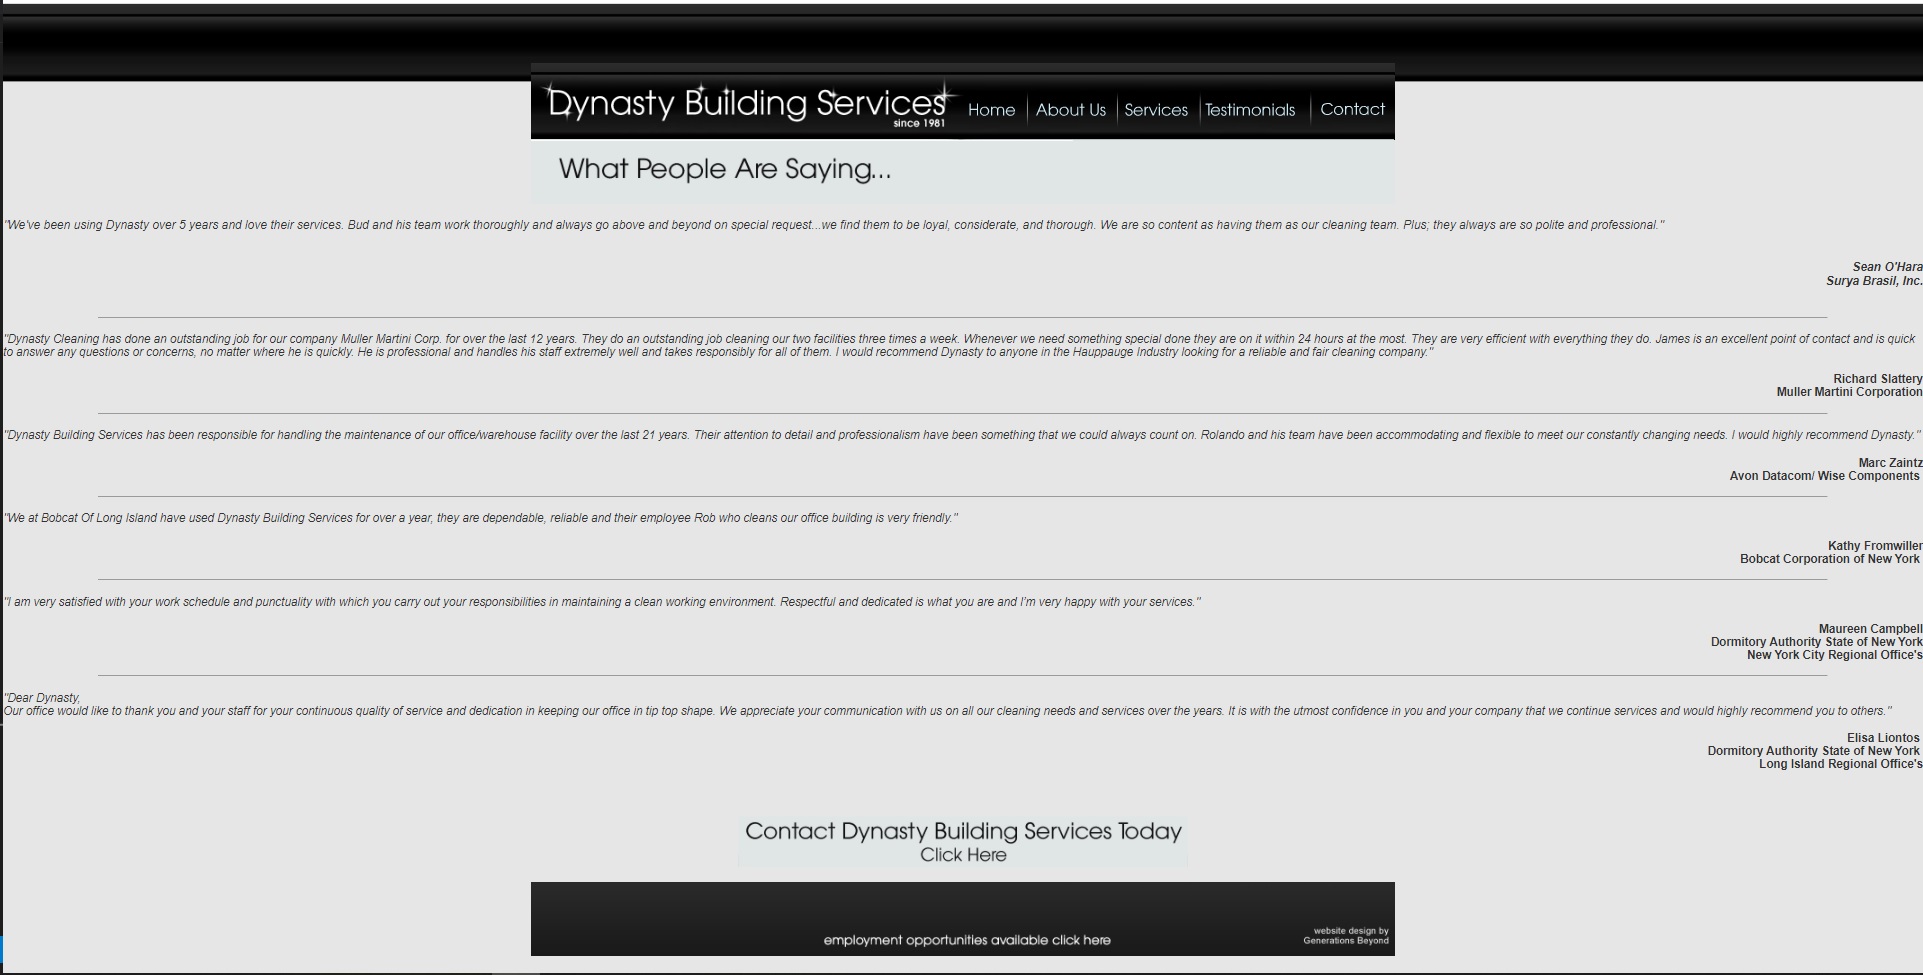 Dynasty Building Services
since 1981
Home
About Us
Services
Testimonials
Contact
What People Are Saying...
"We've been using Dynasty over 5 years and love their services. Bud and his team work thoroughly and always go above and beyond on special request...we find them to be loyal, considerate, and thorough. We are so content as having them as our cleaning team. Plus; they always are so polite and professional."
Sean O'Hara
Surya Brasil, Inc.
"Dynasty Cleaning has done an outstanding job for our company Muller Martini Corp. for over the last 12 years. They do an outstanding job cleaning our two facilities three times a week. Whenever we need something special done they are on it within 24 hours at the most. They are very efficient with everything they do. James is an excellent point of contact and is quick
to answer any questions or concerns, no matter where he is quickly. He is professional and handles his staff extremely well and takes responsibly for all of them. I would recommend Dynasty to anyone in the Hauppauge Industry looking for a reliable and fair cleaning company."
Richard Slattery
Muller Martini Corporation
"Dynasty Building Services has been responsible for handling the maintenance of our office/warehouse facility over the last 21 years. Their attention to detail and professionalism have been something that we could always count on. Rolando and his team have been accommodating and flexible to meet our constantly changing needs. I would highly recommend Dynasty."
Marc Zaintz
Avon Datacom/ Wise Components
"We at Bobcat Of Long Island have used Dynasty Building Services for over a year, they are dependable, reliable and their employee Rob who cleans our office building is very friendly."
Kathy Fromwiller
Bobcat Corporation of New York
"I am very satisfied with your work schedule and punctuality with which you carry out your responsibilities in maintaining a clean working environment. Respectful and dedicated is what you are and I'm very happy with your services."
Maureen Campbell
Dormitory Authority State of New York
New York City Regional Office's
"Dear Dynasty,
Our office would like to thank you and your staff for your continuous quality of service and dedication in keeping our office in tip top shape. We appreciate your communication with us on all our cleaning needs and services over the years. It is with the utmost confidence in you and your company that we continue services and would highly recommend you to others."
Elisa Liontos
Dormitory Authority State of New York
Long Island Regional Office's
Contact Dynasty Building Services Today
Click Here
employment opportunities available click here
website design by
Generations Beyond